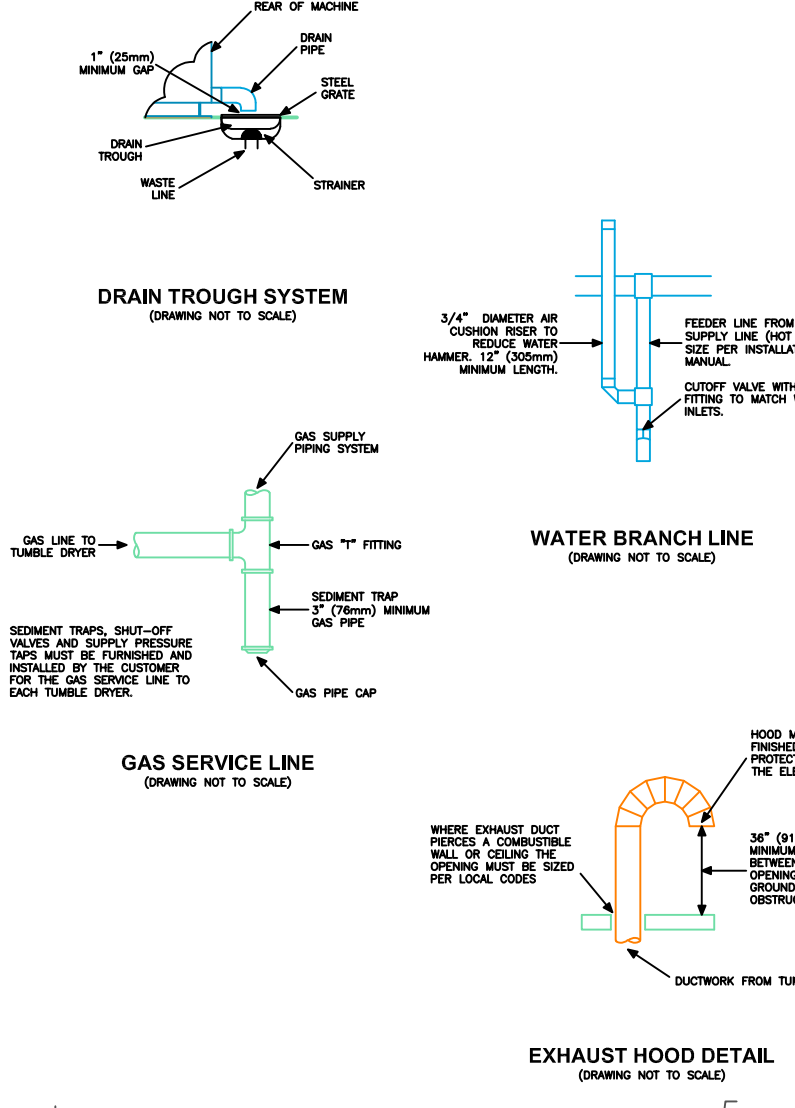 REAR OF MACHINE
1" (25mm)
MINIMUM GAP
DRAIN
PIPE
STEEL
GRATE
DRAIN
TROUGH
WASTE
LINE
STRAINER
DRAIN TROUGH SYSTEM
(DRAWING NOT TO SCALE)
3/4" DIAMETER AIR
CUSHION RISER TO
REDUCE WATER
HAMMER. 12" (305mm)
MINIMUM LENGTH.
FEEDER LINE FROM
SUPPLY LINE (HOT
SIZE PER
MANUAL.
CUTOFF VALVE WITH
FITTING TO MATCH
INLETS.
WATER BRANCH LINE
(DRAWING NOT TO SCALE)
GAS SUPPLY
PIPING SYSTEM
GAS LINE TO
TUMBLE DRYER
GAS "T" FITTING
SEDIMENT TRAP
3" (76mm) MINIMUM
GAS PIPE
SEDIMENT TRAPS, SHUT-OFF
VALVES AND SUPPLY PRESSURE
TAPS MUST BE FURNISHED AND
INSTALLED BY THE CUSTOMER
FOR THE GAS SERVICE LINE TO
EACH TUMBLE DRYER.
GAS PIPE CAP
GAS SERVICE LINE
(DRAWING NOT TO SCALE)
HOOD
FINISHED
THE
WHERE EXHAUST DUCT
PIERCES A COMBUSTIBLE
WALL OR CEILING THE
OPENING MUST BE SIZED
PER LOCAL CODES
36"
MINIMUM
BETWEEN
OPENING
GROUND
DUCTWORK FROM
EXHAUST HOOD DETAIL
(DRAWING NOT TO SCALE)